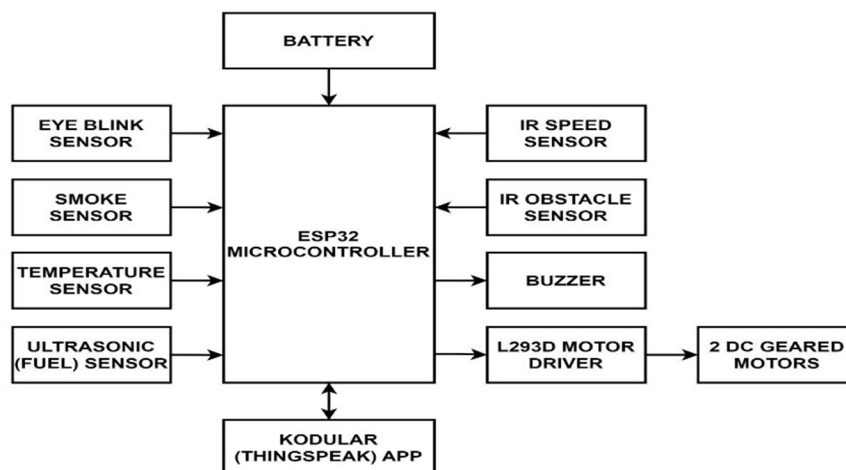 BATTERY
EYE BLINK
SENSOR
IR SPEED
SENSOR
SMOKE
SENSOR
IR OBSTACLE
SENSOR
ESP32
MICROCONTROLLER
TEMPERATURE
SENSOR
BUZZER
ULTRASONIC
(FUEL) SENSOR
L293D MOTOR
DRIVER
2 DC GEARED
MOTORS
KODULAR
(THINGSPEAK) APP